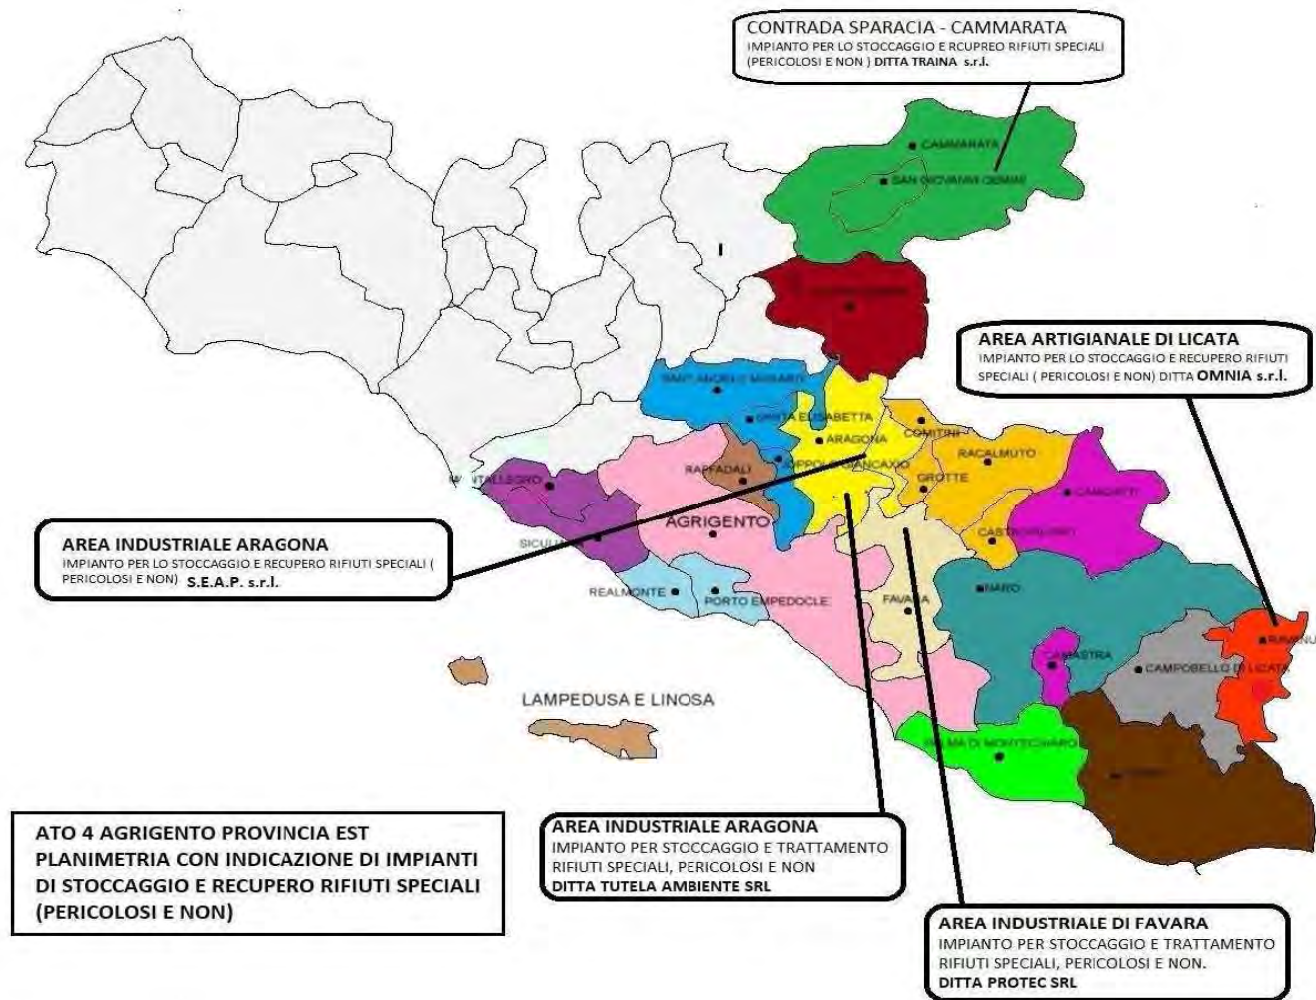 CONTRADA SPARACIA - CAMMARATA
IMPIANTO PER LO STOCCAGGIO E RCUPREO RIFIUTI SPECIALI
(PERICOLOSI E NON ) DITTA TRAINA s.r.l.
CAMMARATA
SAN GIOVANNI GEMINI
AREA ARTIGIANALE DI LICATA
IMPIANTO PER LO STOCCAGGIO E RECUPERO RIFIUTI
SPECIALI ( PERICOLOSI E NON) DITTA OMNIA s.r.l.
SANT'ANGELO MUXARO
SANTA ELISABETTA
COMITINI
ARAGONA
RACALMUTO
JOPPOLO GIANCAXIO
RAFFADALI
GROTTE
CANICATTI
AGRIGENTO
CASTROFILIPPO
AREA INDUSTRIALE ARAGONA
IMPIANTO PER LO STOCCAGGIO E RECUPERO RIFIUTI SPECIALI (
PERICOLOSI E NON) S.E.A.P. s.r.l.
REALMONTE
PORTO EMPEDOCLE
FAVARA
NARO
RAVANU
CAMASTRA
CAMPOBELLO DI LICATA
LAMPEDUSA E LINOSA
PALMA DI MONTECHIARO
ATO 4 AGRIGENTO PROVINCIA EST
PLANIMETRIA CON INDICAZIONE DI IMPIANTI
DI STOCCAGGIO E RECUPERO RIFIUTI SPECIALI
(PERICOLOSI E NON)
AREA INDUSTRIALE ARAGONA
IMPIANTO PER STOCCAGGIO E TRATTAMENTO
RIFIUTI SPECIALI, PERICOLOSI E NON
DITTA TUTELA AMBIENTE SRL
AREA INDUSTRIALE DI FAVARA
IMPIANTO PER STOCCAGGIO E TRATTAMENTO
RIFIUTI SPECIALI, PERICOLOSI E NON.
DITTA PROTEC SRL